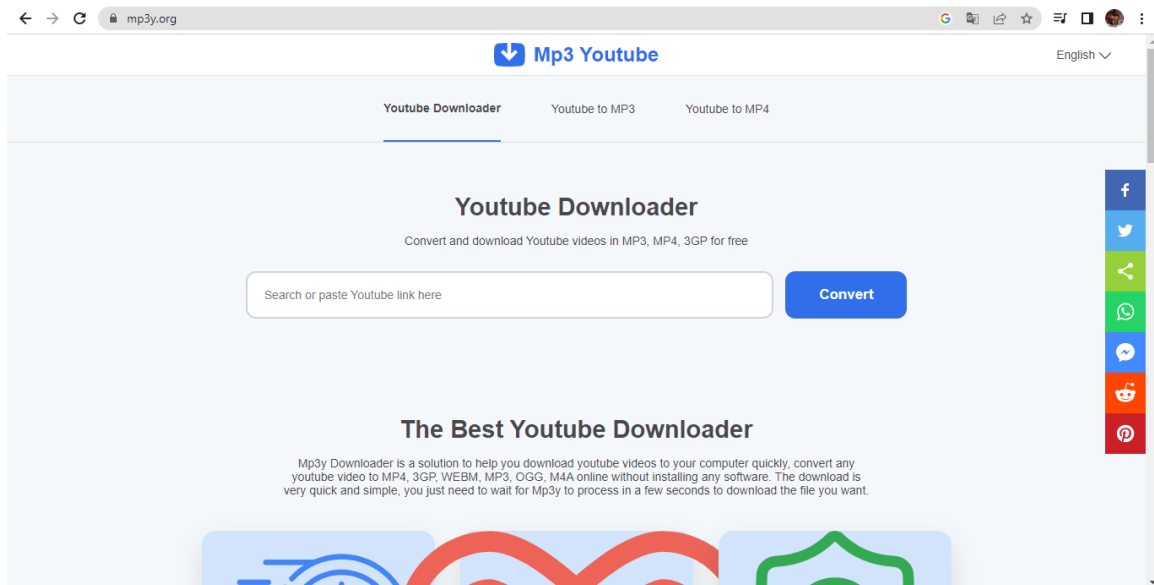 mp3y.org
Mp3 Youtube
English
Youtube Downloader
Youtube to MP3
Youtube to MP4
Youtube Downloader
Convert and download Youtube videos in MP3, MP4, 3GP for free
Search or paste Youtube link here
Convert
The Best Youtube Downloader
Mp3y Downloader is a solution to help you download youtube videos to your computer quickly, convert any
youtube video to MP4, 3GP, WEBM, MP3, OGG, M4A online without installing any software. The download is
very quick and simple, you just need to wait for Mp3y to process in a few seconds to download the file you want.